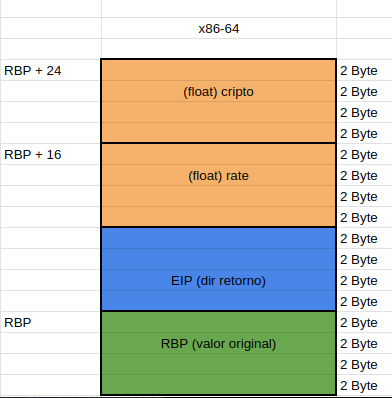 x86-64
RBP + 24 2 Byte
(float) cripto 2 Byte
2 Byte
2 Byte
RBP + 16 2 Byte
(float) rate 2 Byte
2 Byte
2 Byte
2 Byte
2 Byte
EIP (dir retorno) 2 Byte
2 Byte
RBP 2 Byte
RBP (valor original) 2 Byte
2 Byte
2 Byte